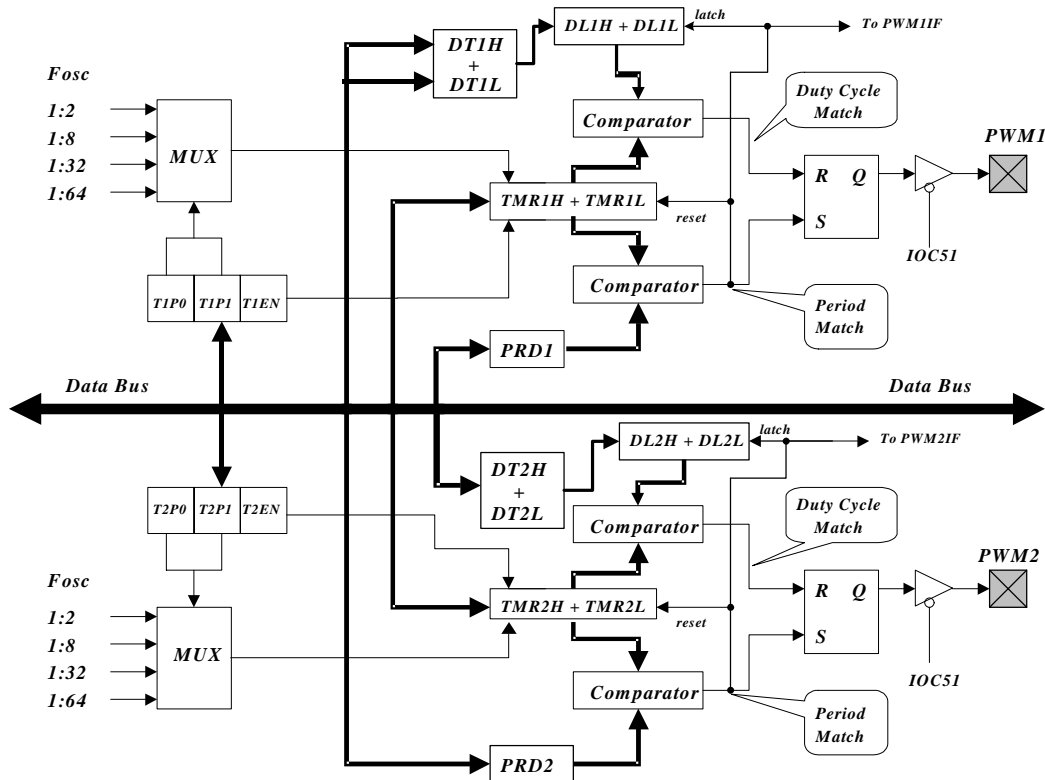 DL1H + DL1L
latch
To PWM1IF
DT1H
+
DT1L
Fosc
1:2
1:8
1:32
1:64
MUX
Comparator
Duty Cycle
Match
PWM1
R Q
S
TMR1H + TMR1L
reset
IOC51
T1P0 T1P1 T1EN
Comparator
Period
Match
PRD1
Data Bus
Data Bus
DL2H + DL2L
latch
To PWM2IF
DT2H
+
DT2L
T2P0 T2P1 T2EN
Comparator
Duty Cycle
Match
PWM2
Fosc
1:2
1:8
1:32
1:64
MUX
TMR2H + TMR2L
reset
R Q
S
IOC51
Comparator
Period
Match
PRD2